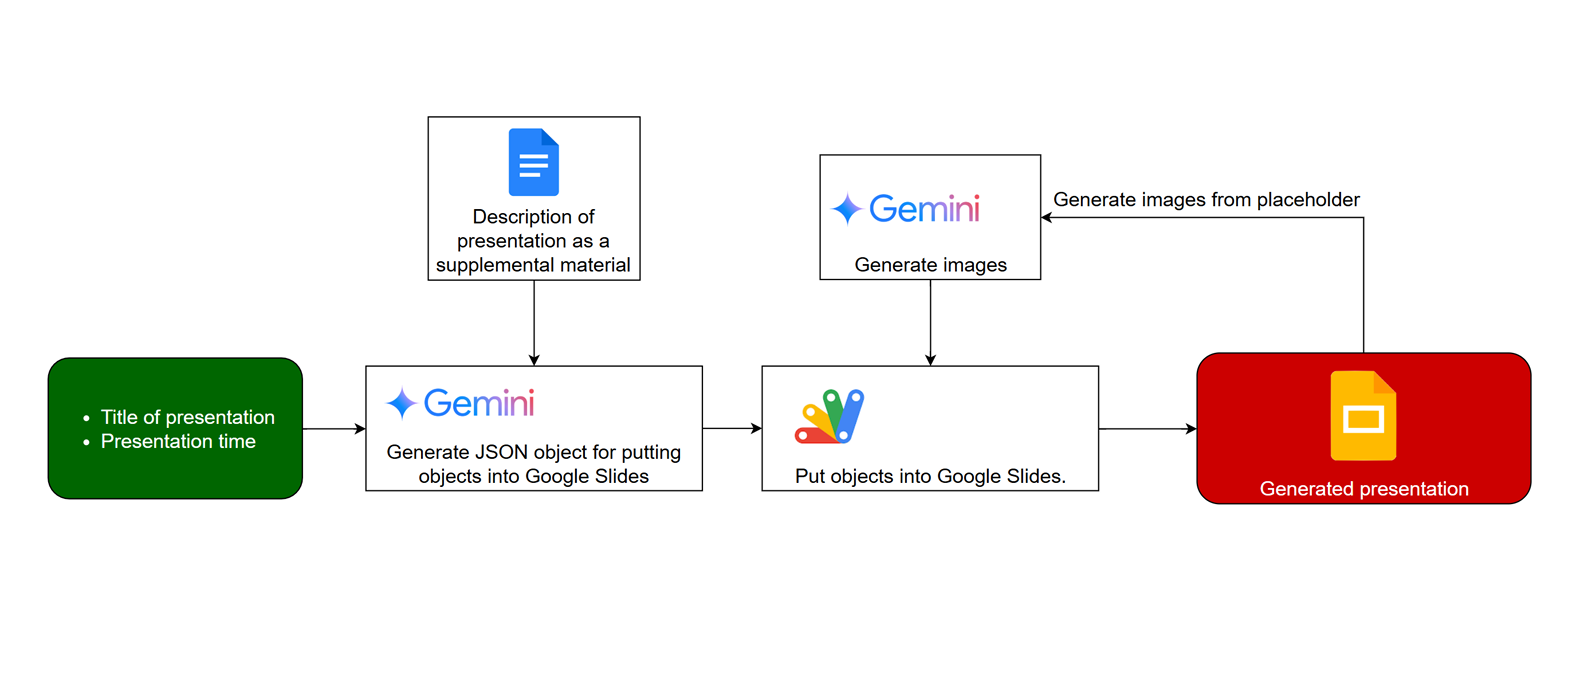 Description of
presentation as a
supplemental material
Gemini
Generate images
Generate images from placeholder
• Title of presentation
• Presentation time
Gemini
Generate JSON object for putting
objects into Google Slides
Put objects into Google Slides.
Generated presentation